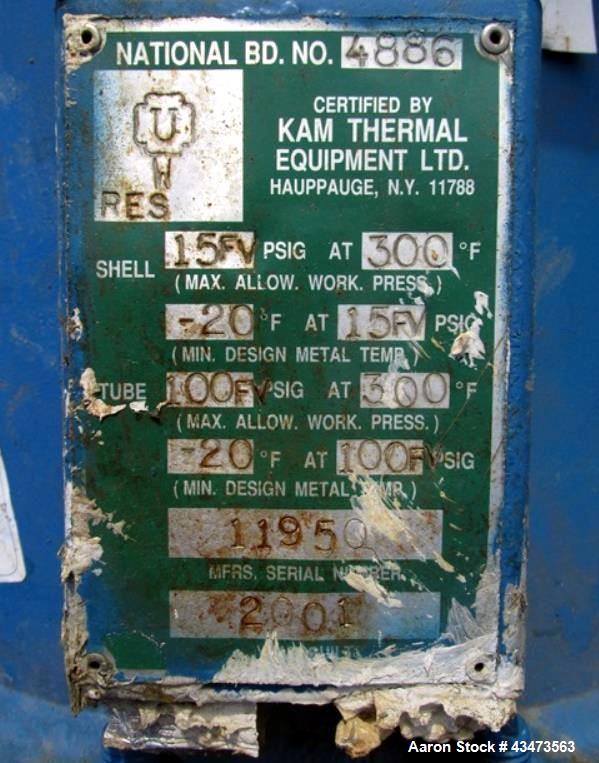 NATIONAL BD. NO. 4886
U
W
RES
CERTIFIED BY
KAM THERMAL
EQUIPMENT LTD.
HAUPPAUGE, N.Y. 11788
SHELL 15FV PSIG AT 300 °F
(MAX. ALLOW. WORK. PRESS.)
-20 °F AT 15FV PSIG
(MIN. DESIGN METAL TEMP.)
TUBE 100FV PSIG AT 300 °F
(MAX. ALLOW. WORK. PRESS.)
-20 °F AT 100FV PSIG
(MIN. DESIGN METAL TEMP.)
11950
MFRS. SERIAL NUMBER
2001
Aaron Stock # 43473563